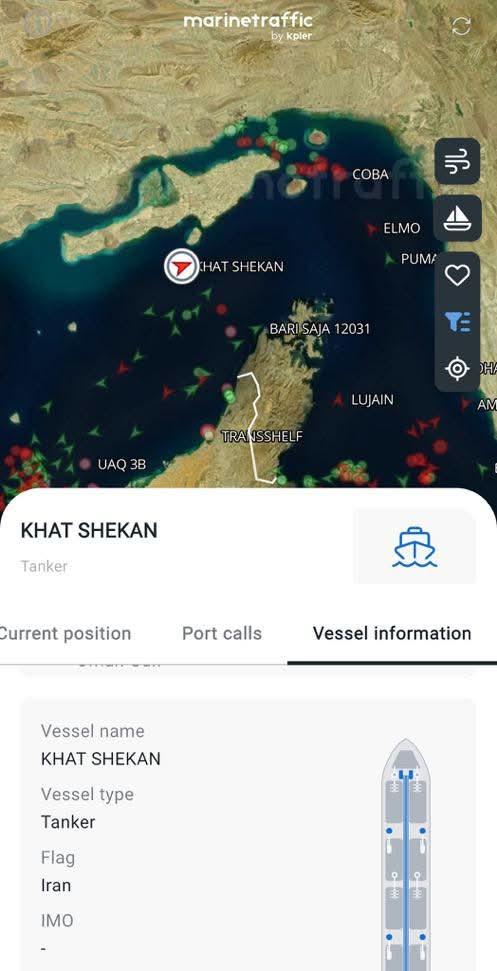 marinetraffic
by kpler
COBA
ELMO
PUMA
KHAT SHEKAN
BARI SAJA 12031
LUJAIN
AM
TRANSSHELF
UAQ 3B
KHAT SHEKAN
Tanker
Current position
Port calls
Vessel information
Vessel name
KHAT SHEKAN
Vessel type
Tanker
Flag
Iran
IMO
-